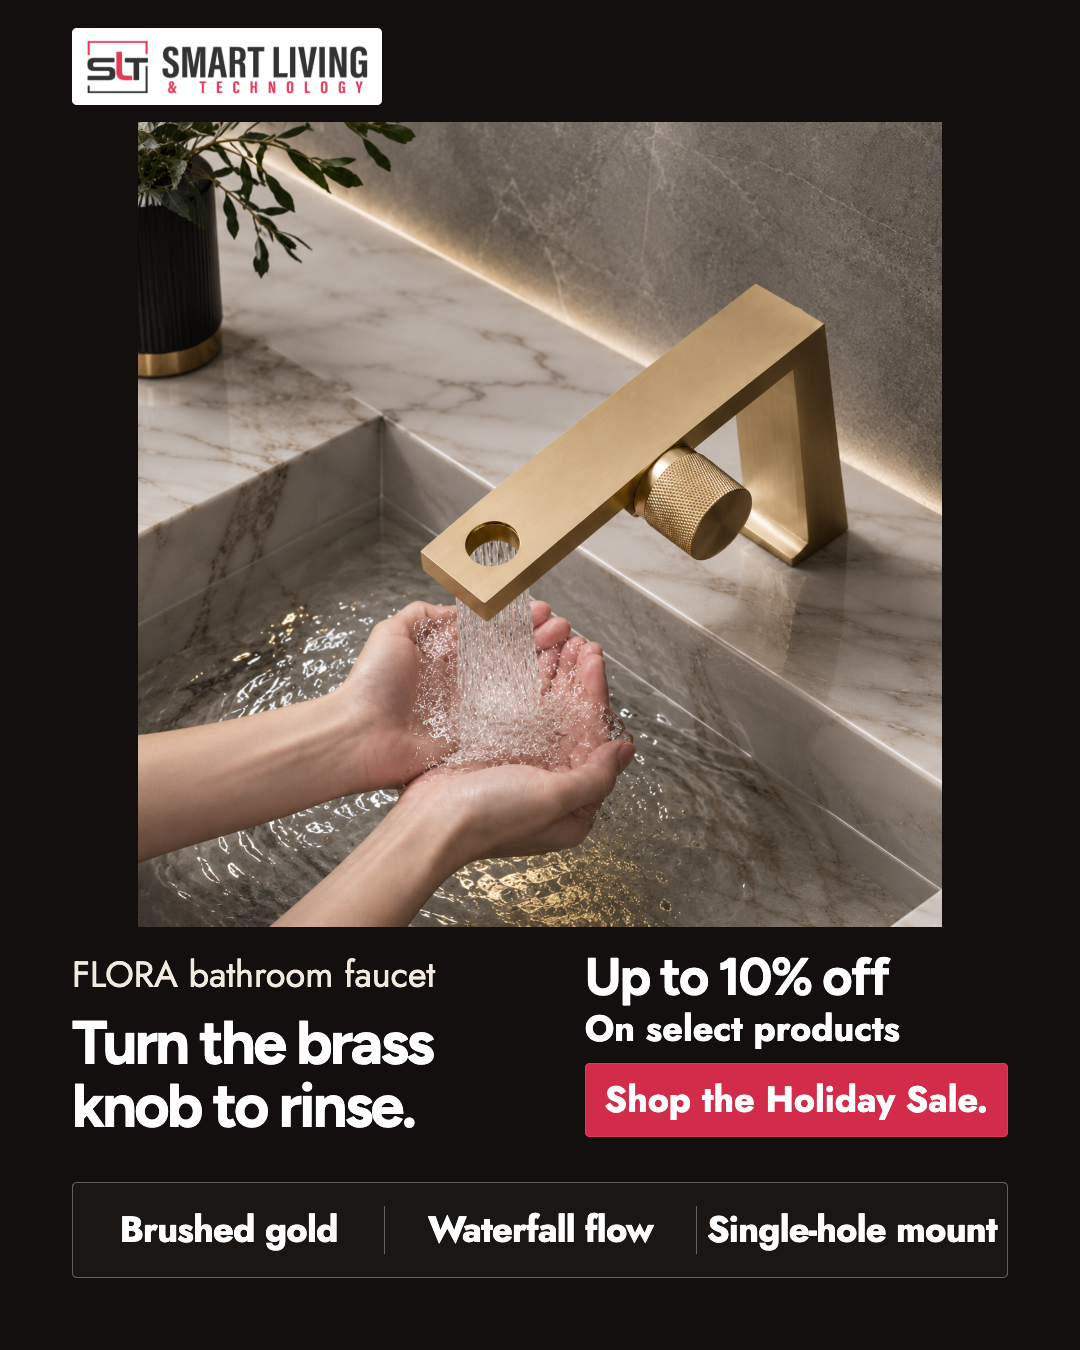 SLT SMART LIVING
& TECHNOLOGY
FLORA bathroom faucet
Turn the brass
knob to rinse.
Up to 10% off
On select products
Shop the Holiday Sale.
Brushed gold
Waterfall flow
Single-hole mount